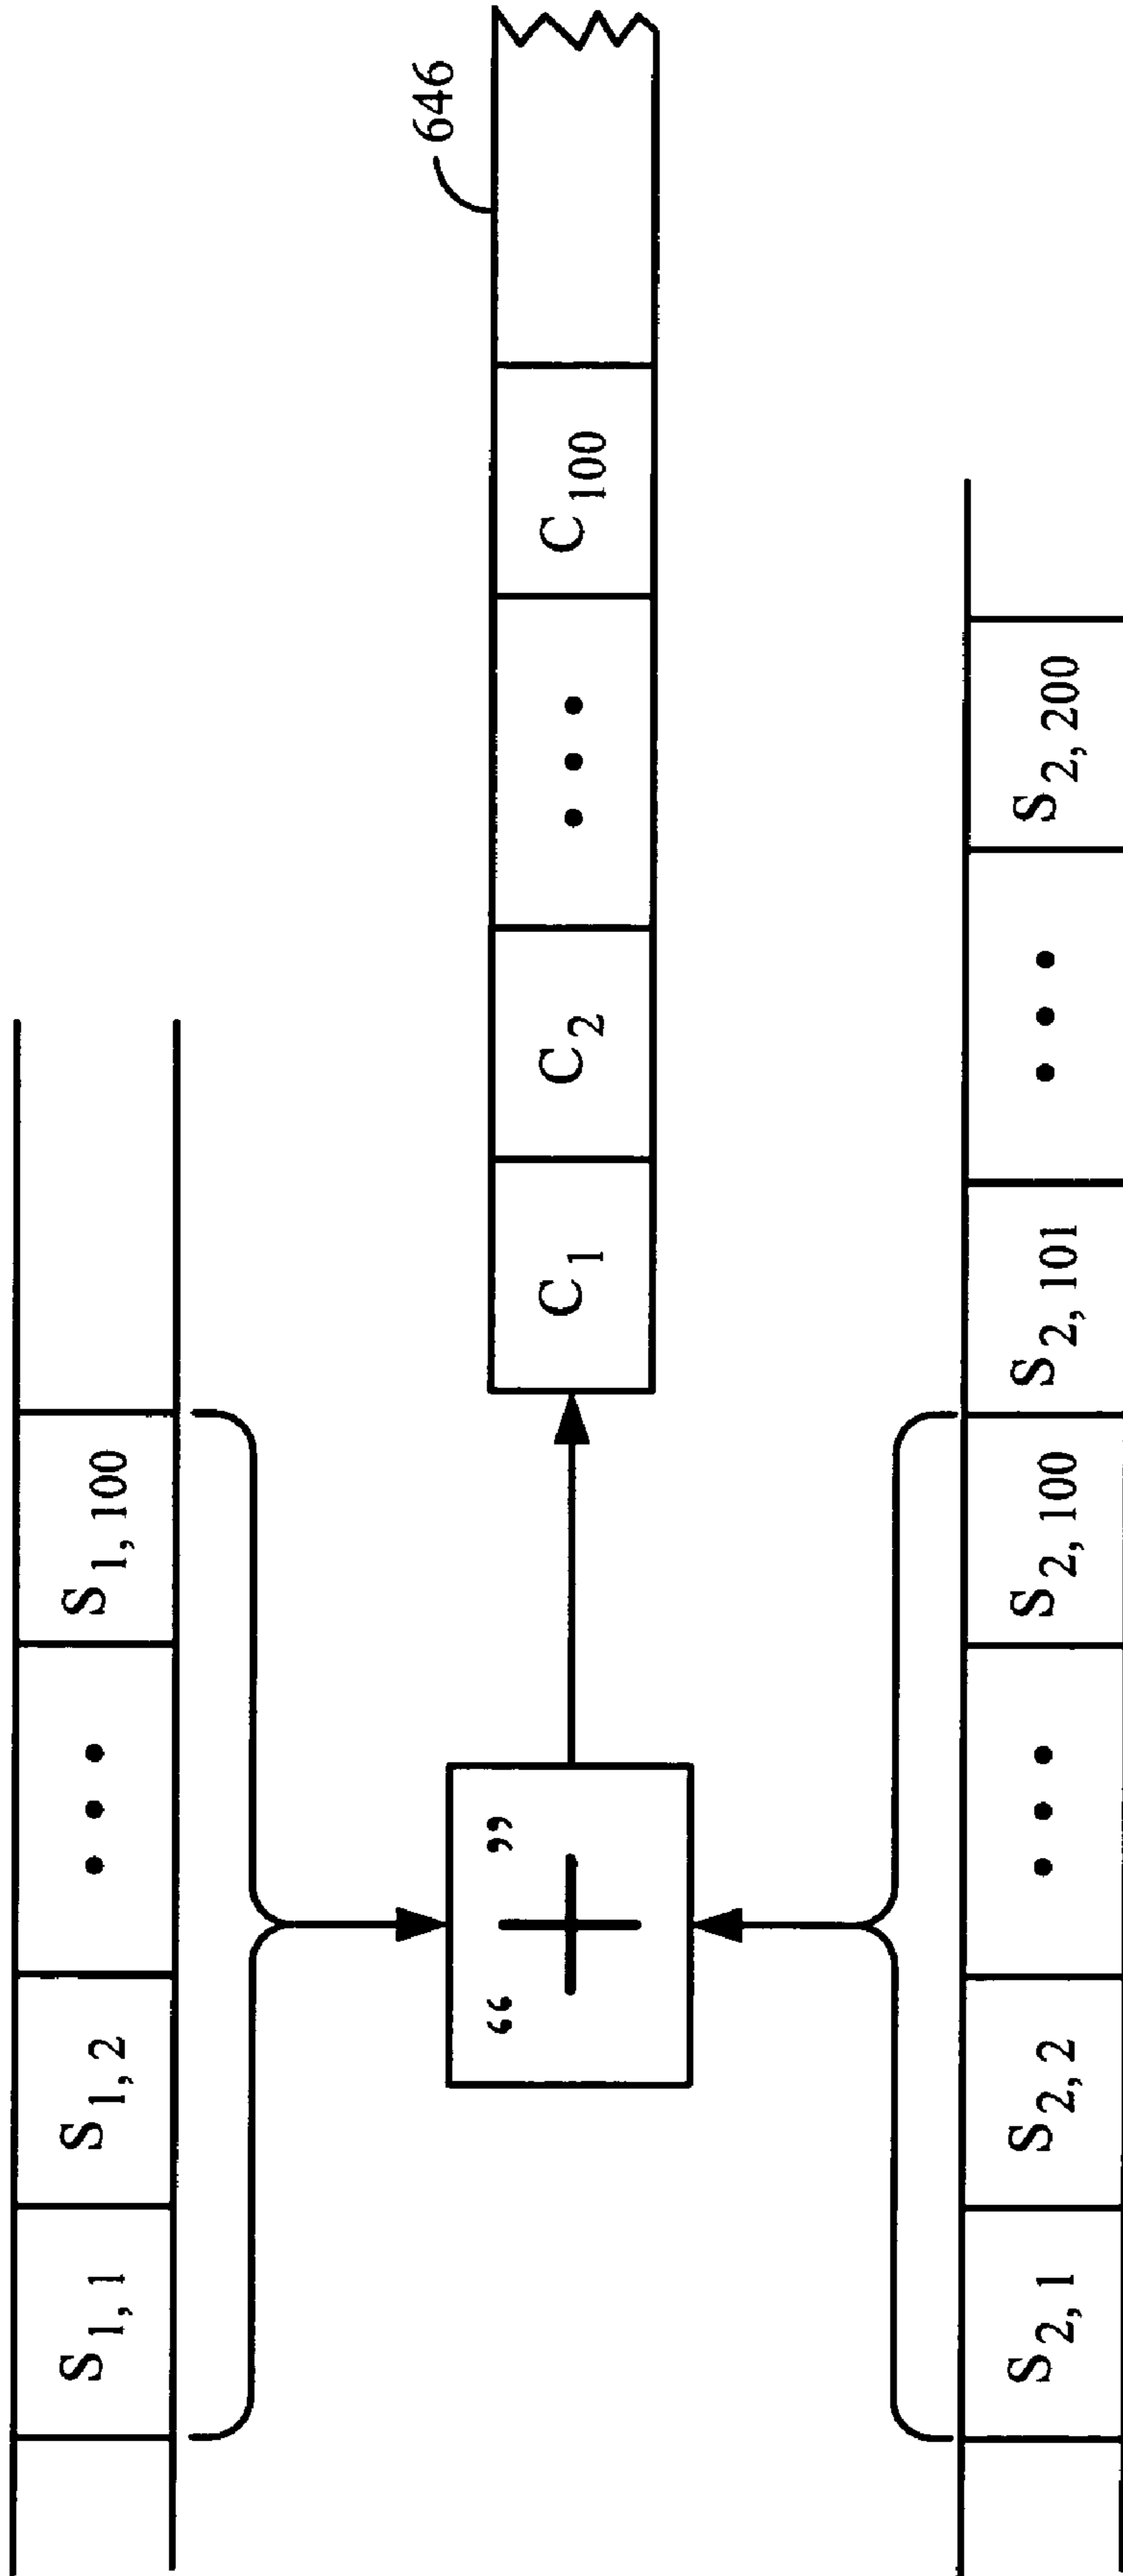 S1, 1 S1, 2 • • • S1, 100
“+”
C1 C2 • • • C100
646
S2, 1 S2, 2 • • • S2, 100 S2, 101 • • • S2, 200